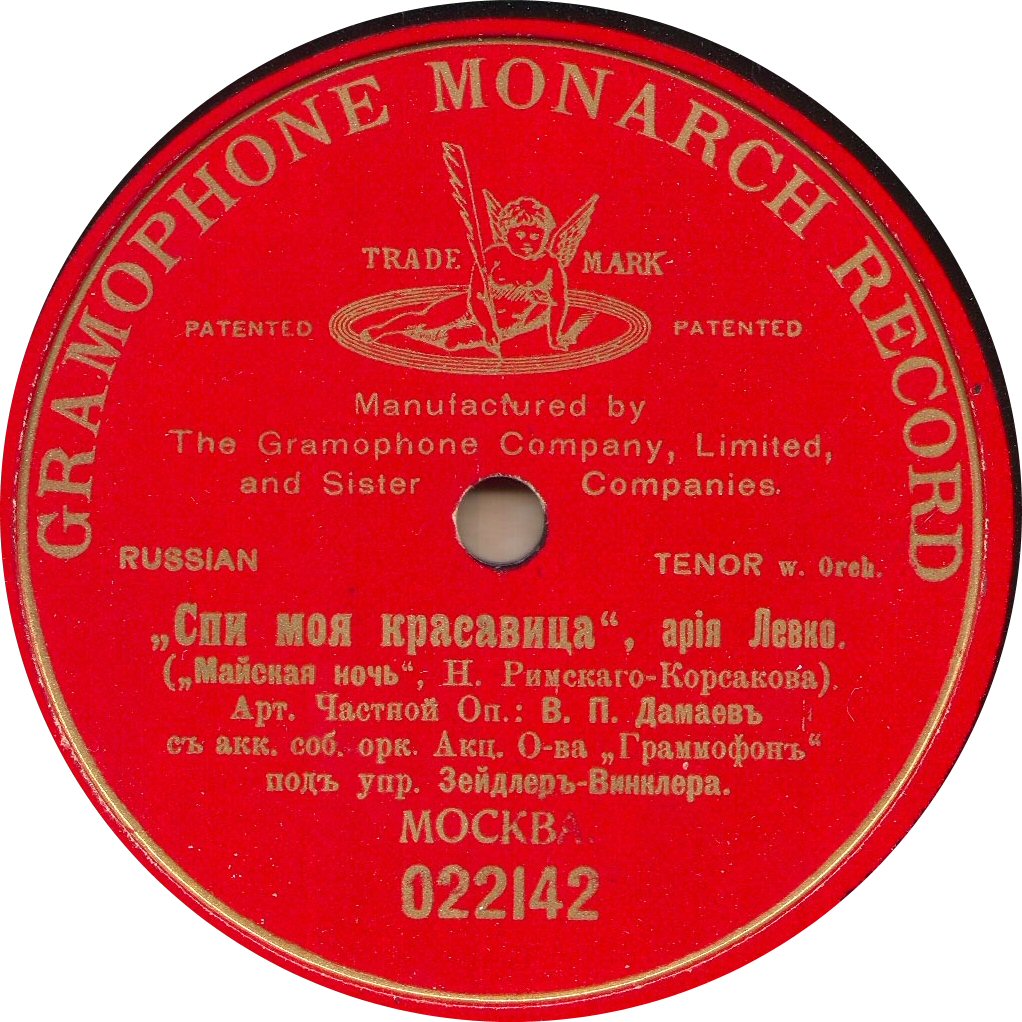 GRAMOPHONE MONARCH RECORD
TRADE MARK
PATENTED PATENTED
Manufactured by
The Gramophone Company, Limited,
and Sister Companies.
RUSSIAN TENOR w. Orch.
„Спи моя красавица“, арія Левко.
(„Майская ночь“, Н. Римскаго-Корсакова).
Арт. Частной Оп.: В. П. Дамаевъ
съ акк. соб. орк. Акц. О-ва „Граммофонъ“
подъ упр. Зейдлеръ-Винклера.
МОСКВА.
022142